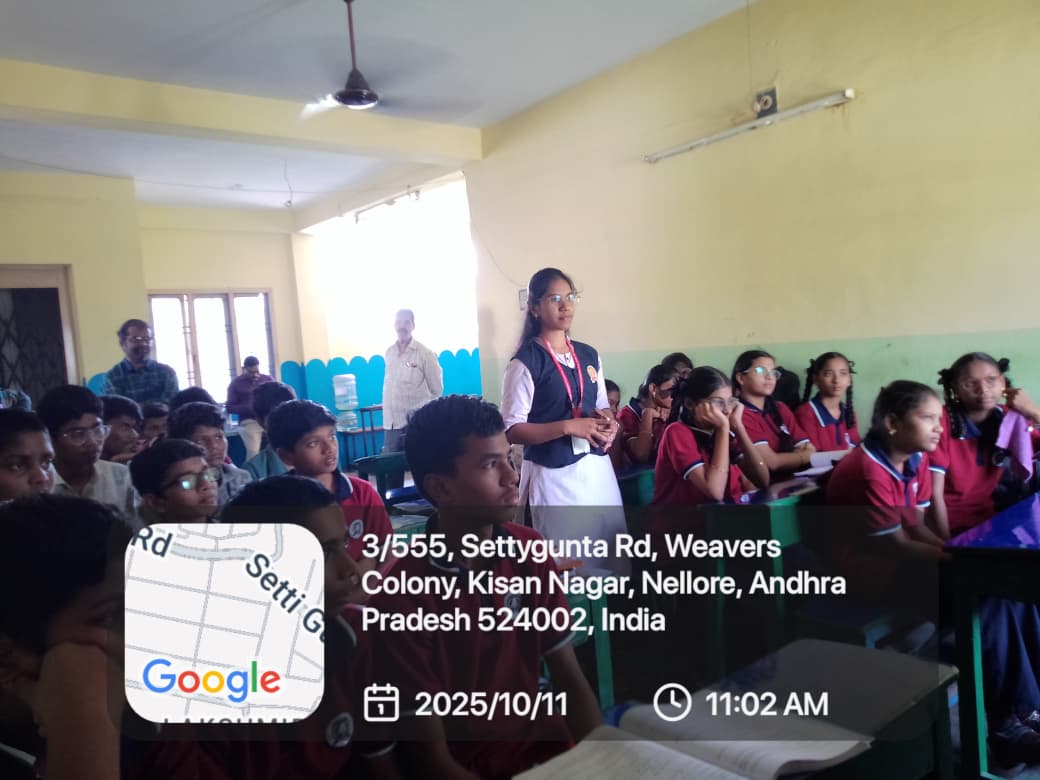 Rd
Setti Gu
Google
3/555, Settygunta Rd, Weavers
Colony, Kisan Nagar, Nellore, Andhra
Pradesh 524002, India
2025/10/11
11:02 AM